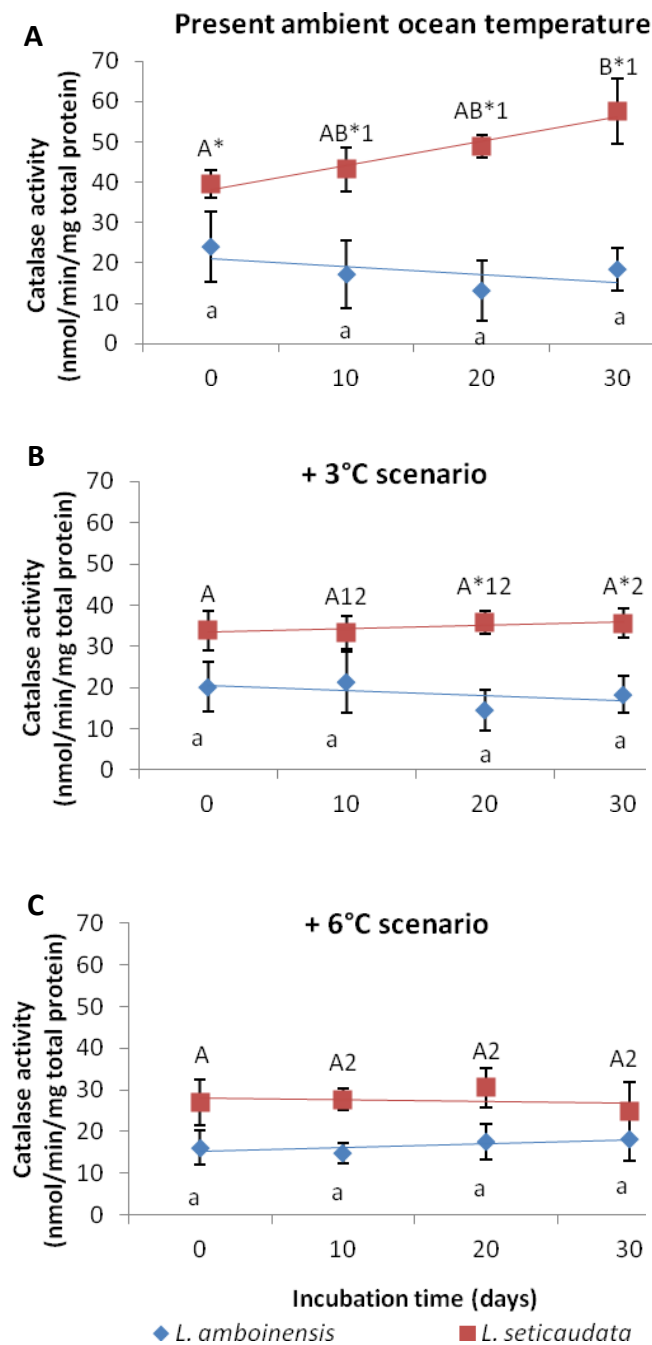 A
Present ambient ocean temperature
Catalase activity
(nmol/min/mg total protein)
70
60
50
40
30
20
10
0
A*
AB*1
AB*1
B*1
a
a
a
a
0
10
20
30
B
+ 3°C scenario
Catalase activity
(nmol/min/mg total protein)
70
60
50
40
30
20
10
0
A
A12
A*12
A*2
a
a
a
a
0
10
20
30
C
+ 6°C scenario
Catalase activity
(nmol/min/mg total protein)
70
60
50
40
30
20
10
0
A
A2
A2
A2
a
a
a
a
0
10
20
30
Incubation time (days)
L. amboinensis
L. seticaudata